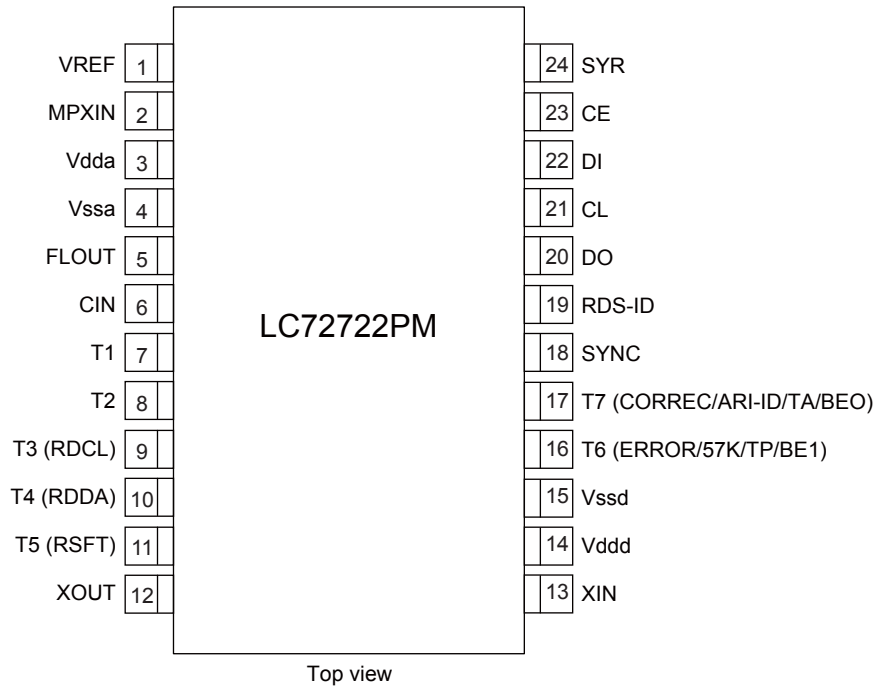 VREF 1
MPXIN 2
Vdda 3
Vssa 4
FLOUT 5
CIN 6
T1 7
T2 8
T3 (RDCL) 9
T4 (RDDA) 10
T5 (RSFT) 11
XOUT 12
LC72722PM
24 SYR
23 CE
22 DI
21 CL
20 DO
19 RDS-ID
18 SYNC
17 T7 (CORREC/ARI-ID/TA/BEO)
16 T6 (ERROR/57K/TP/BE1)
15 Vssd
14 Vddd
13 XIN
Top view